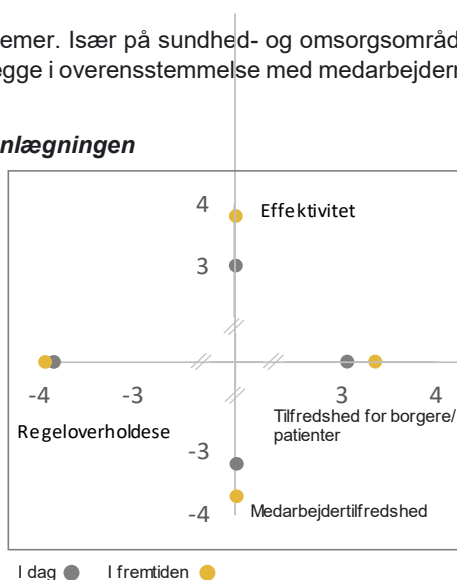 emer. Især på sundhed- og omsorgsområd
egge i overensstemmelse med medarbejderr
nlægningen
4
Effektivitet
3
-4
-3
3
4
Regeloverholdese
Tilfredshed for borgere/
patienter
-3
-4
Medarbejdertilfredshed
I dag
I fremtiden